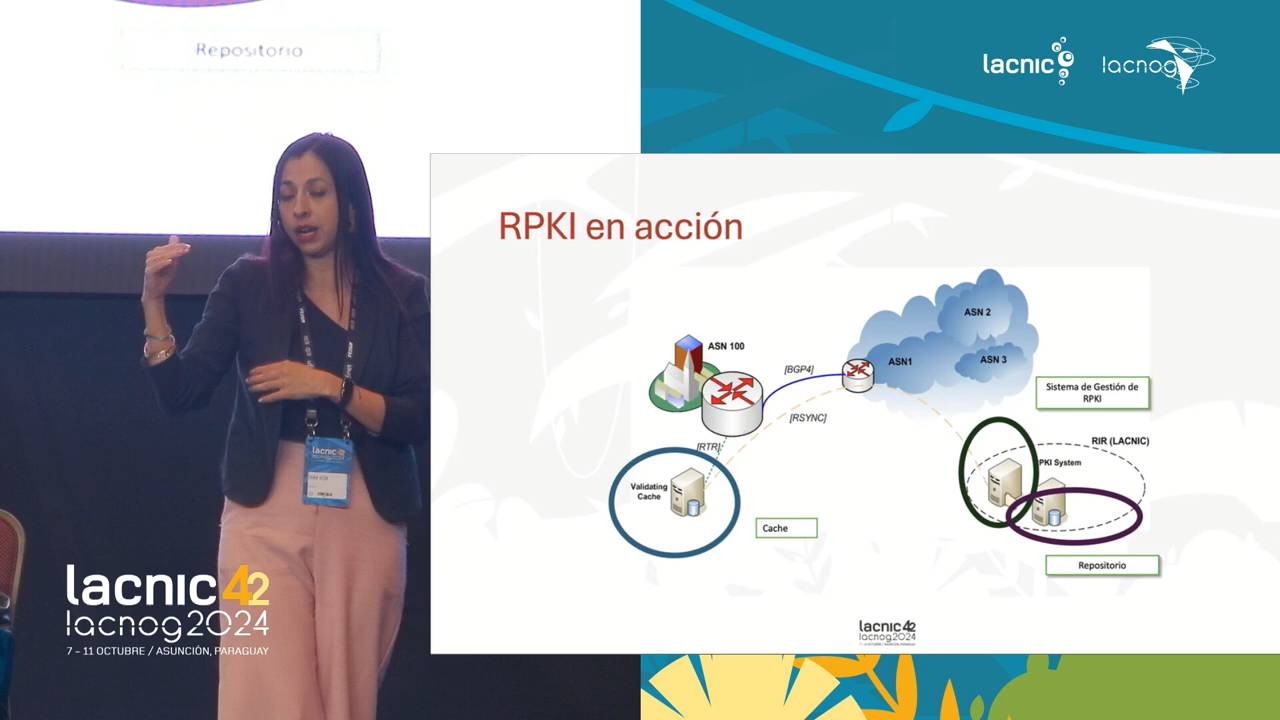 Repositorio
lacnic
lacnog
RPKI en acción
ASN 2
ASN 100
ASN1
ASN 3
[BGP4]
[RSYNC]
Sistema de Gestión de
RPKI
[RTR]
RIR (LACNIC)
PKI System
Validating
Cache
Cache
Repositorio
lacnic
lacnic42
lacnog2024
7 – 11 OCTUBRE / ASUNCIÓN, PARAGUAY
lacnic42
lacnog2024